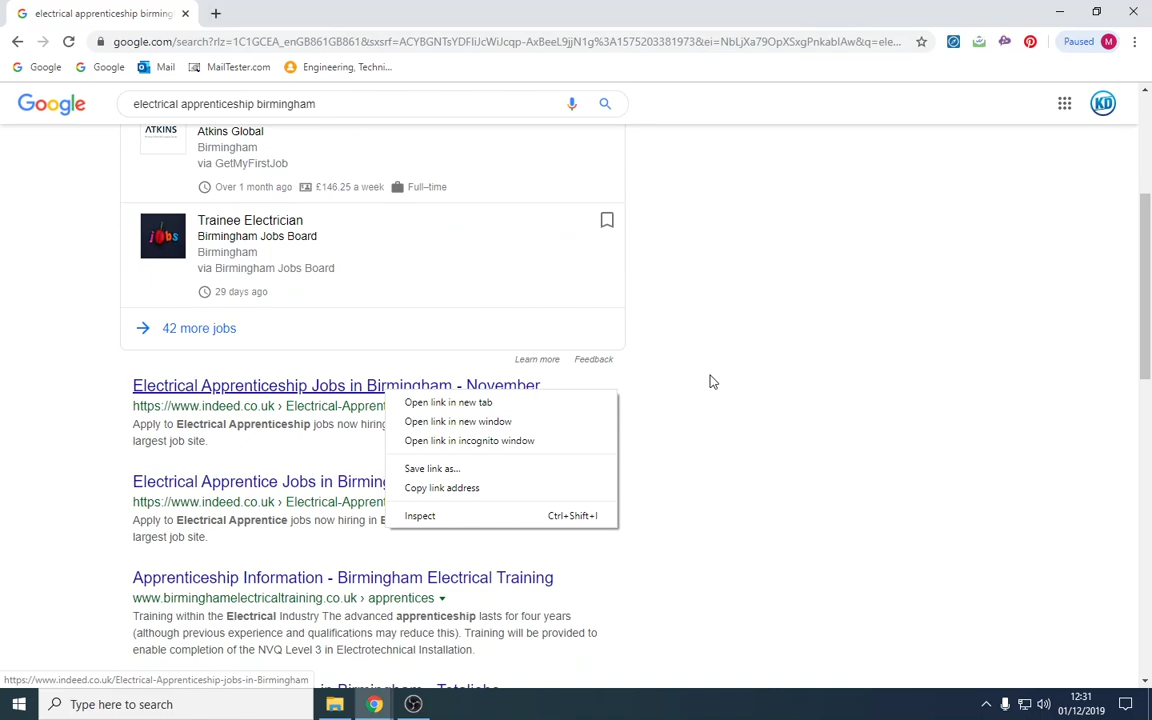 electrical apprenticeship birming
google.com/search?rlz=1C1GCEA_enGB861GB861&sxsrf=ACYBGNTsYDFIiJcWiJcqp-AxBeeL9jjN1g%3A1575203381973&ei=NbLjXa79OpXSxgPnkabIAw&q=ele...
Paused M
Google Google Mail MailTester.com Engineering, Techni...
Google electrical apprenticeship birmingham KD
ATKINS
Atkins Global
Birmingham
via GetMyFirstJob
Over 1 month ago £146.25 a week Full–time
jobs
Trainee Electrician
Birmingham Jobs Board
Birmingham
via Birmingham Jobs Board
29 days ago
42 more jobs
Learn more Feedback
Electrical Apprenticeship Jobs in Birmingham - November
https://www.indeed.co.uk › Electrical-Apprent
Apply to Electrical Apprenticeship jobs now hiring
largest job site.
Open link in new tab
Open link in new window
Open link in incognito window
Save link as...
Copy link address
Inspect Ctrl+Shift+I
Electrical Apprentice Jobs in Birming
https://www.indeed.co.uk › Electrical-Apprent
Apply to Electrical Apprentice jobs now hiring in
largest job site.
Apprenticeship Information - Birmingham Electrical Training
www.birminghamelectricaltraining.co.uk › apprentices
Training within the Electrical Industry The advanced apprenticeship lasts for four years
(although previous experience and qualifications may reduce this). Training will be provided to
enable completion of the NVQ Level 3 in Electrotechnical Installation.
https://www.indeed.co.uk/Electrical-Apprenticeship-jobs-in-Birmingham
in Birmingham - Totaljobs
Type here to search
12:31
01/12/2019